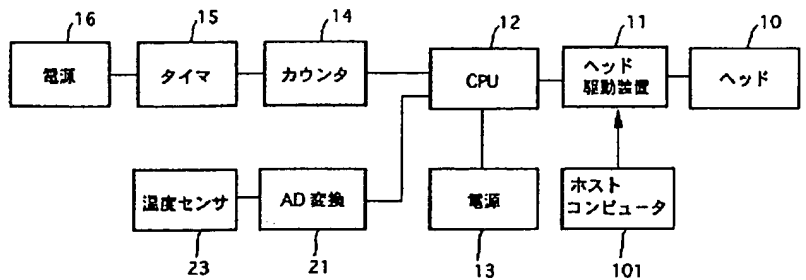 16
15
14
12
11
10
電源
タイマ
カウンタ
CPU
ヘッド
駆動装置
ヘッド
温度センサ
AD 変換
電源
ホスト
コンピュータ
23
21
13
101